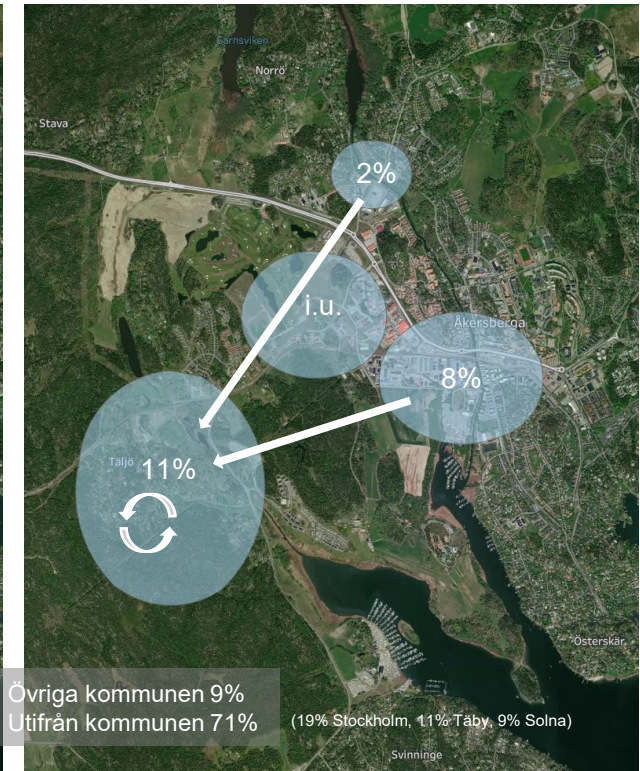 Garnsviken
Norrö
Stava
2%
i.u.
Åkersberga
8%
Täljö 11%
Österskär
Övriga kommunen 9%
Utifrån kommunen 71% (19% Stockholm, 11% Täby, 9% Solna)
Svinninge